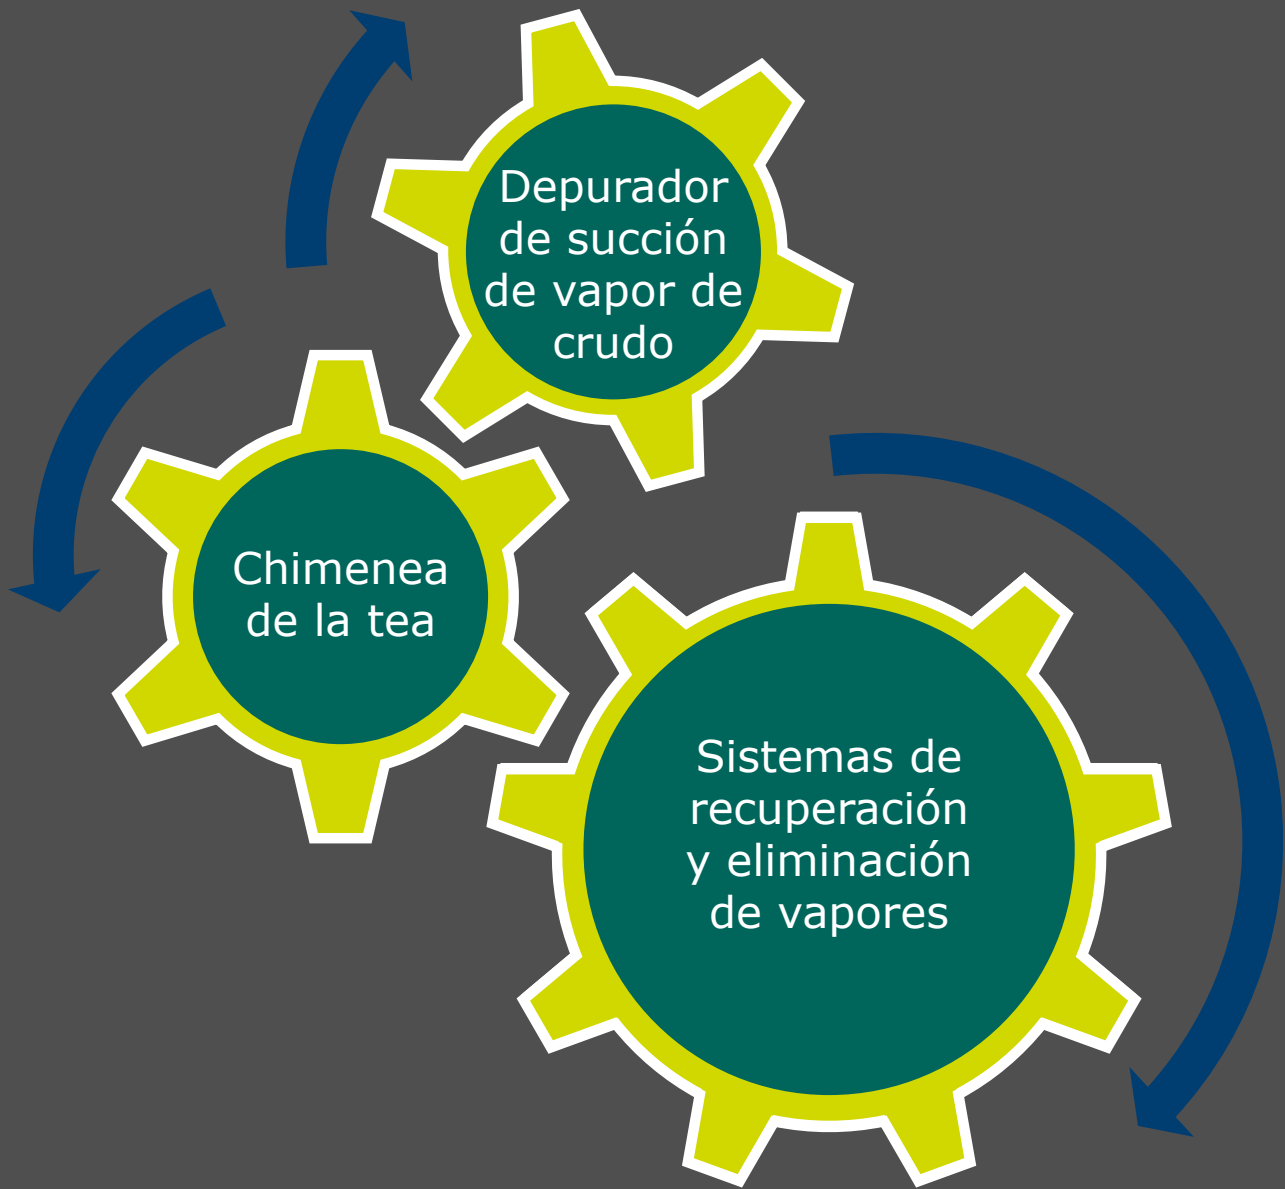 Depurador
de succión
de vapor de
crudo
Chimenea
de la tea
Sistemas de
recuperación
y eliminación
de vapores